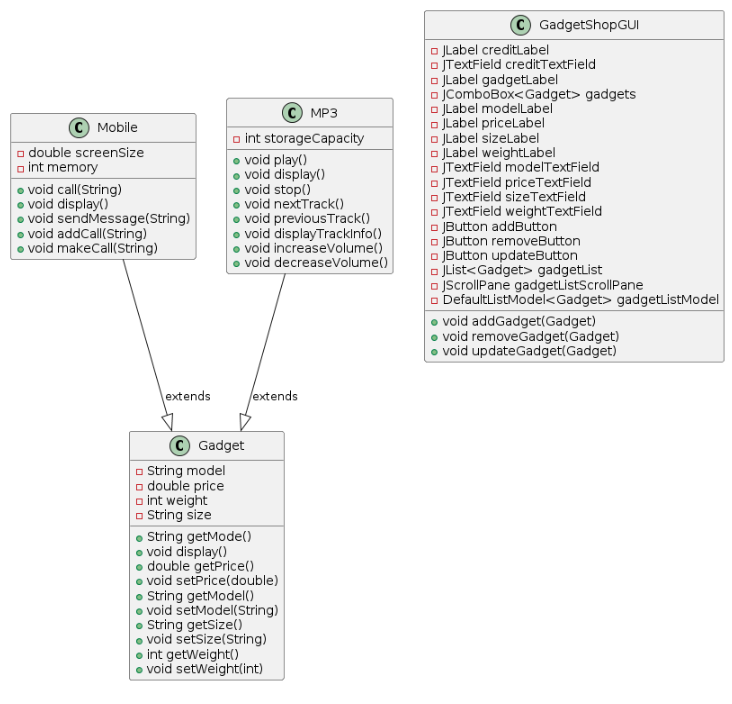 C Mobile
double screenSize
int memory
void call(String)
void display()
void sendMessage(String)
void addCall(String)
void makeCall(String)
C MP3
int storageCapacity
void play()
void display()
void stop()
void nextTrack()
void previousTrack()
void displayTrackInfo()
void increaseVolume()
void decreaseVolume()
C GadgetShopGUI
JLabel creditLabel
JTextField creditTextField
JLabel gadgetLabel
JComboBox<Gadget> gadgets
JLabel modelLabel
JLabel priceLabel
JLabel sizeLabel
JLabel weightLabel
JTextField modelTextField
JTextField priceTextField
JTextField sizeTextField
JTextField weightTextField
JButton addButton
JButton removeButton
JButton updateButton
JList<Gadget> gadgetList
JScrollPane gadgetListScrollPane
DefaultListModel<Gadget> gadgetListModel
void addGadget(Gadget)
void removeGadget(Gadget)
void updateGadget(Gadget)
extends
extends
C Gadget
String model
double price
int weight
String size
String getMode()
void display()
double getPrice()
void setPrice(double)
String getModel()
void setModel(String)
String getSize()
void setSize(String)
int getWeight()
void setWeight(int)